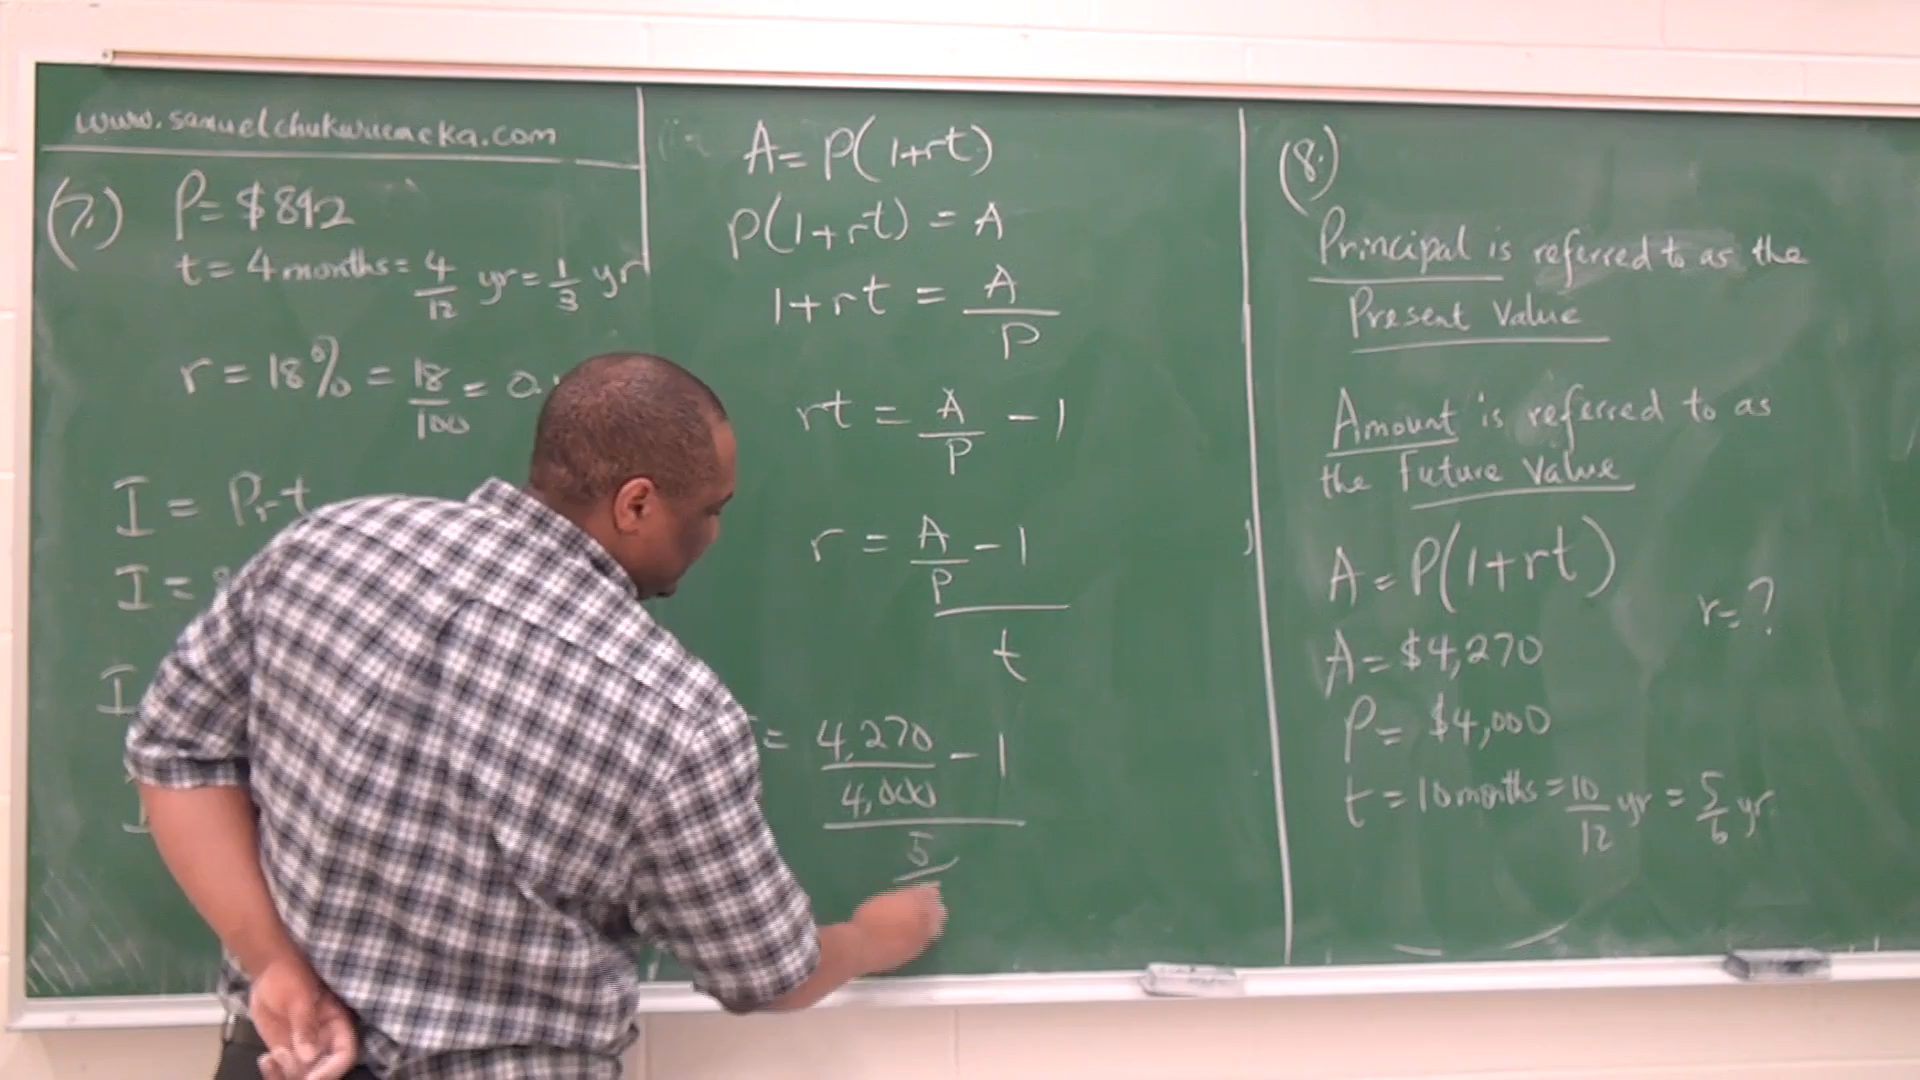 www.samuelchukwuemeka.com
(7.) P = $892
t = 4 months = 4/12 yr = 1/3 yr
r = 18% = 18/100 = 0.
I = Prt
I =
I
A = P(1+rt)
P(1+rt) = A
1+rt = A/P
rt = A/P - 1
r = A/P - 1
t
= 4,270/4,000 - 1
5
(8.)
Principal is referred to as the
Present Value
Amount is referred to as
the Future Value
A = P(1+rt)
r = ?
A = $4,270
P = $4,000
t = 10 months = 10/12 yr = 5/6 yr.